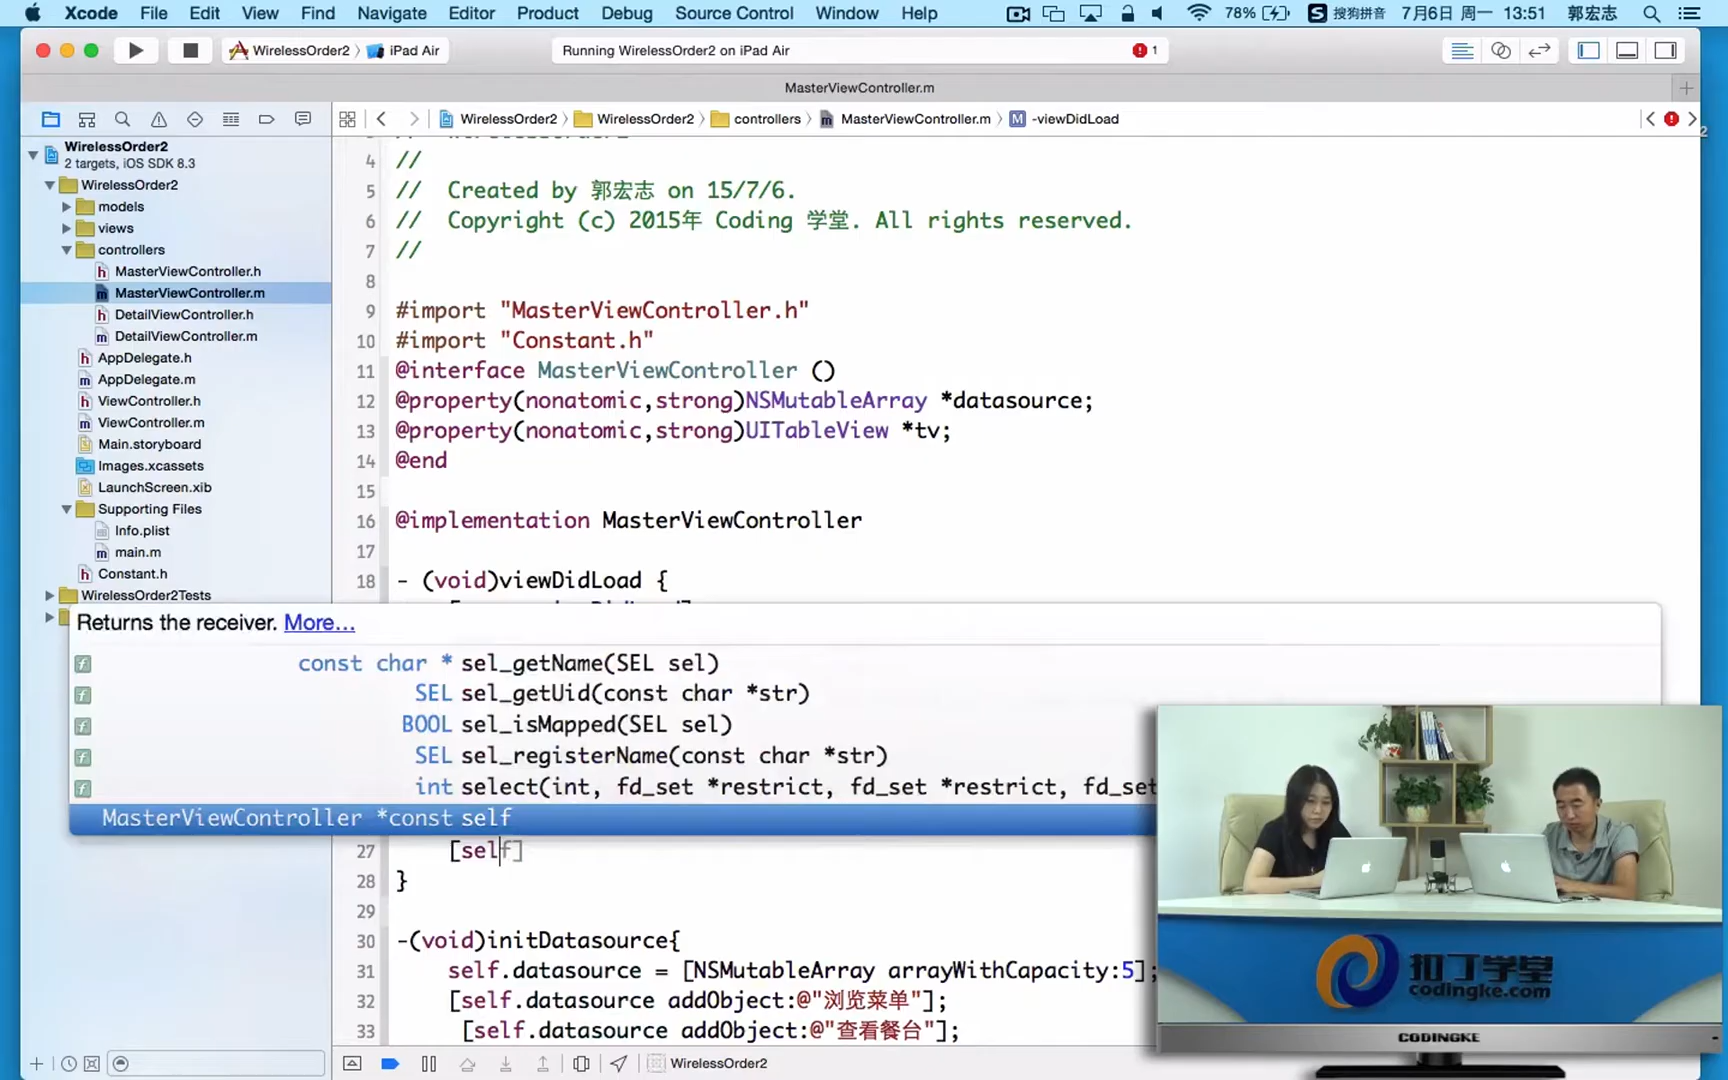 Xcode File Edit View Find Navigate Editor Product Debug Source Control Window Help 78% S 搜狗拼音 7月6日 周一 13:51 郭宏志
WirelessOrder2 iPad Air Running WirelessOrder2 on iPad Air 1
MasterViewController.m
WirelessOrder2 WirelessOrder2 controllers MasterViewController.m M -viewDidLoad
WirelessOrder2
2 targets, iOS SDK 8.3
WirelessOrder2
models
views
controllers
h MasterViewController.h
m MasterViewController.m
h DetailViewController.h
m DetailViewController.m
h AppDelegate.h
m AppDelegate.m
h ViewController.h
m ViewController.m
Main.storyboard
Images.xcassets
LaunchScreen.xib
Supporting Files
Info.plist
m main.m
h Constant.h
WirelessOrder2Tests
4 //
5 // Created by 郭宏志 on 15/7/6.
6 // Copyright (c) 2015年 Coding 学堂. All rights reserved.
7 //
8
9 #import "MasterViewController.h"
10 #import "Constant.h"
11 @interface MasterViewController ()
12 @property(nonatomic,strong)NSMutableArray *datasource;
13 @property(nonatomic,strong)UITableView *tv;
14 @end
15
16 @implementation MasterViewController
17
18 - (void)viewDidLoad {
Returns the receiver. More...
f const char * sel_getName(SEL sel)
f SEL sel_getUid(const char *str)
f BOOL sel_isMapped(SEL sel)
f SEL sel_registerName(const char *str)
f int select(int, fd_set *restrict, fd_set *restrict, fd_set
MasterViewController *const self
27 [self]
28 }
29
30 -(void)initDatasource{
31 self.datasource = [NSMutableArray arrayWithCapacity:5];
32 [self.datasource addObject:@"浏览菜单"];
33 [self.datasource addObject:@"查看餐台"];
WirelessOrder2
扣丁学堂
codingke.com
CODINGKE